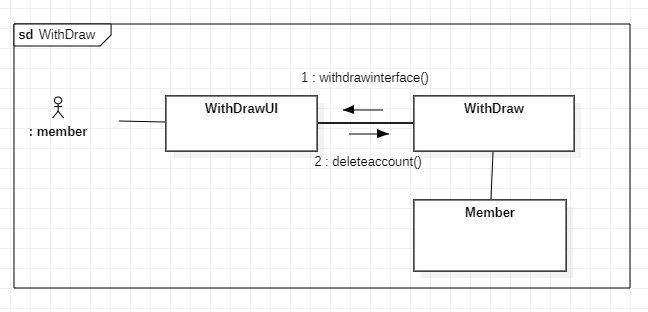 sd WithDraw
1 : withdrawinterface()
WithDrawUI
WithDraw
: member
2 : deleteaccount()
Member